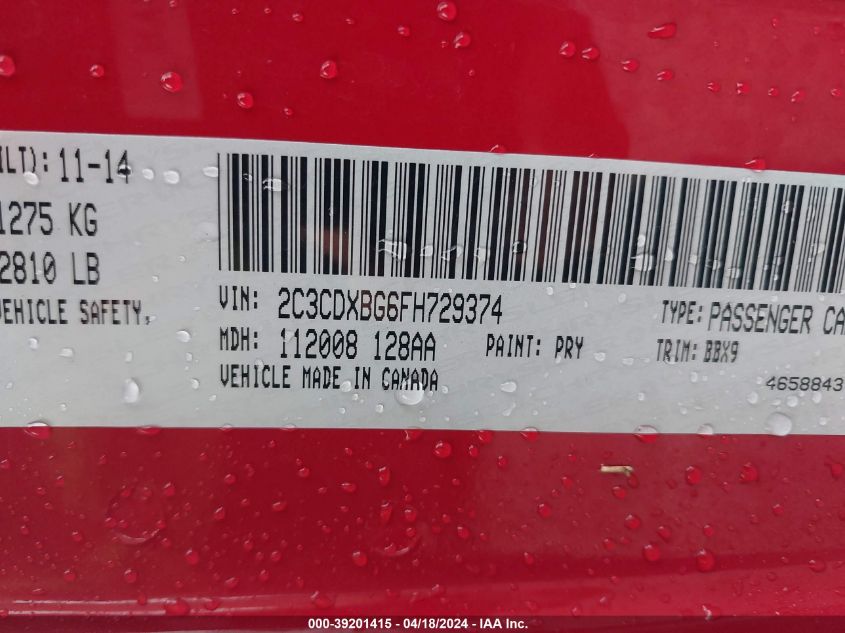 ILT): 11-14
1275 KG
2810 LB
VEHICLE SAFETY,
VIN: 2C3CDXBG6FH729374
TYPE: PASSENGER CA
MDH: 112008 128AA
PAINT: PRY
TRIM: BBX9
VEHICLE MADE IN CANADA
4658843
000-39201415 - 04/18/2024 - IAA Inc.